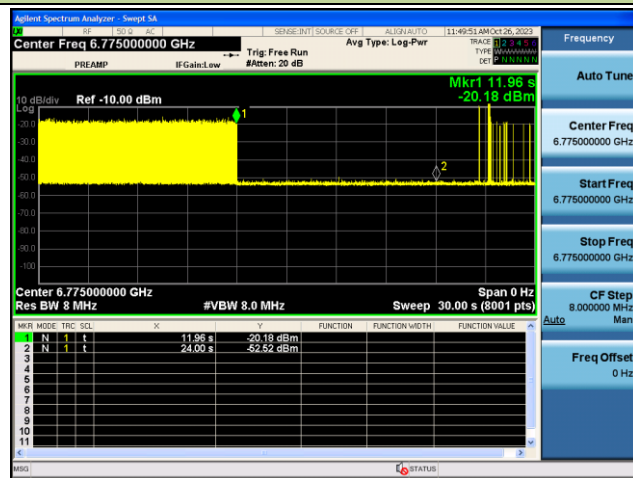 Agilent Spectrum Analyzer - Swept SA
RF 50 Ω AC SENSE:INT SOURCE OFF ALIGNAUTO 11:49:51 AM Oct 26, 2023
Center Freq 6.775000000 GHz
PREAMP IFGain:Low
Trig: Free Run
#Atten: 20 dB
Avg Type: Log-Pwr
TRACE 1 2 3 4 5 6
TYPE
DET P N N N N N
Mkr1 11.96 s
-20.18 dBm
10 dB/div Ref -10.00 dBm
Log
-20.0
-30.0
-40.0
-50.0
-60.0
-70.0
-80.0
-90.0
-100
1
2
Center 6.775000000 GHz Span 0 Hz
Res BW 8 MHz #VBW 8.0 MHz Sweep 30.00 s (8001 pts)
MKR MODE TRC SCL X Y FUNCTION FUNCTION WIDTH FUNCTION VALUE
1 N 1 t 11.96 s -20.18 dBm
2 N 1 t 24.00 s -52.52 dBm
3
4
5
6
7
8
9
10
11
MSG STATUS
Frequency
Auto Tune
Center Freq
6.775000000 GHz
Start Freq
6.775000000 GHz
Stop Freq
6.775000000 GHz
CF Step
8.000000 MHz
Auto Man
Freq Offset
0 Hz